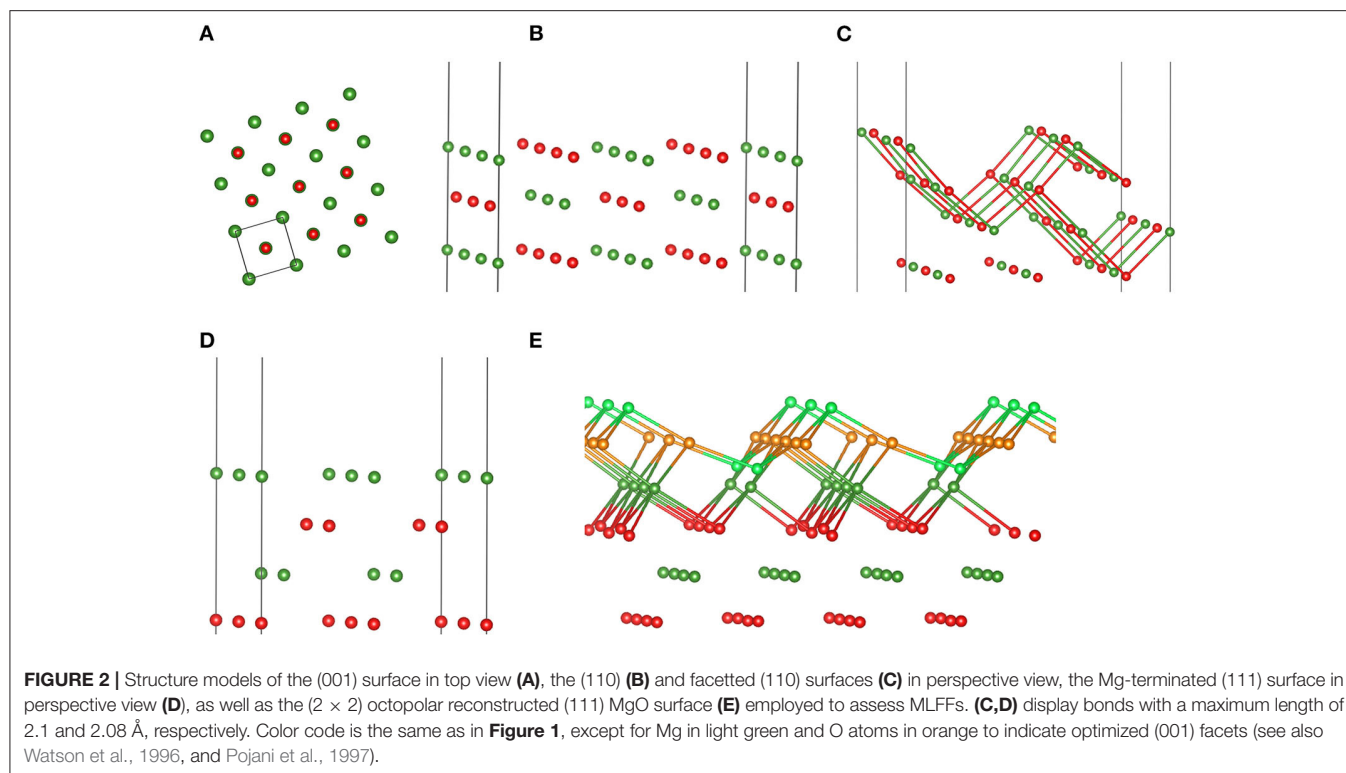 A
B
C
D
E
FIGURE 2 | Structure models of the (001) surface in top view (A), the (110) (B) and facetted (110) surfaces (C) in perspective view, the Mg-terminated (111) surface in
perspective view (D), as well as the (2 × 2) octopolar reconstructed (111) MgO surface (E) employed to assess MLFFs. (C,D) display bonds with a maximum length of
2.1 and 2.08 Å, respectively. Color code is the same as in Figure 1, except for Mg in light green and O atoms in orange to indicate optimized (001) facets (see also
Watson et al., 1996, and Pojani et al., 1997).